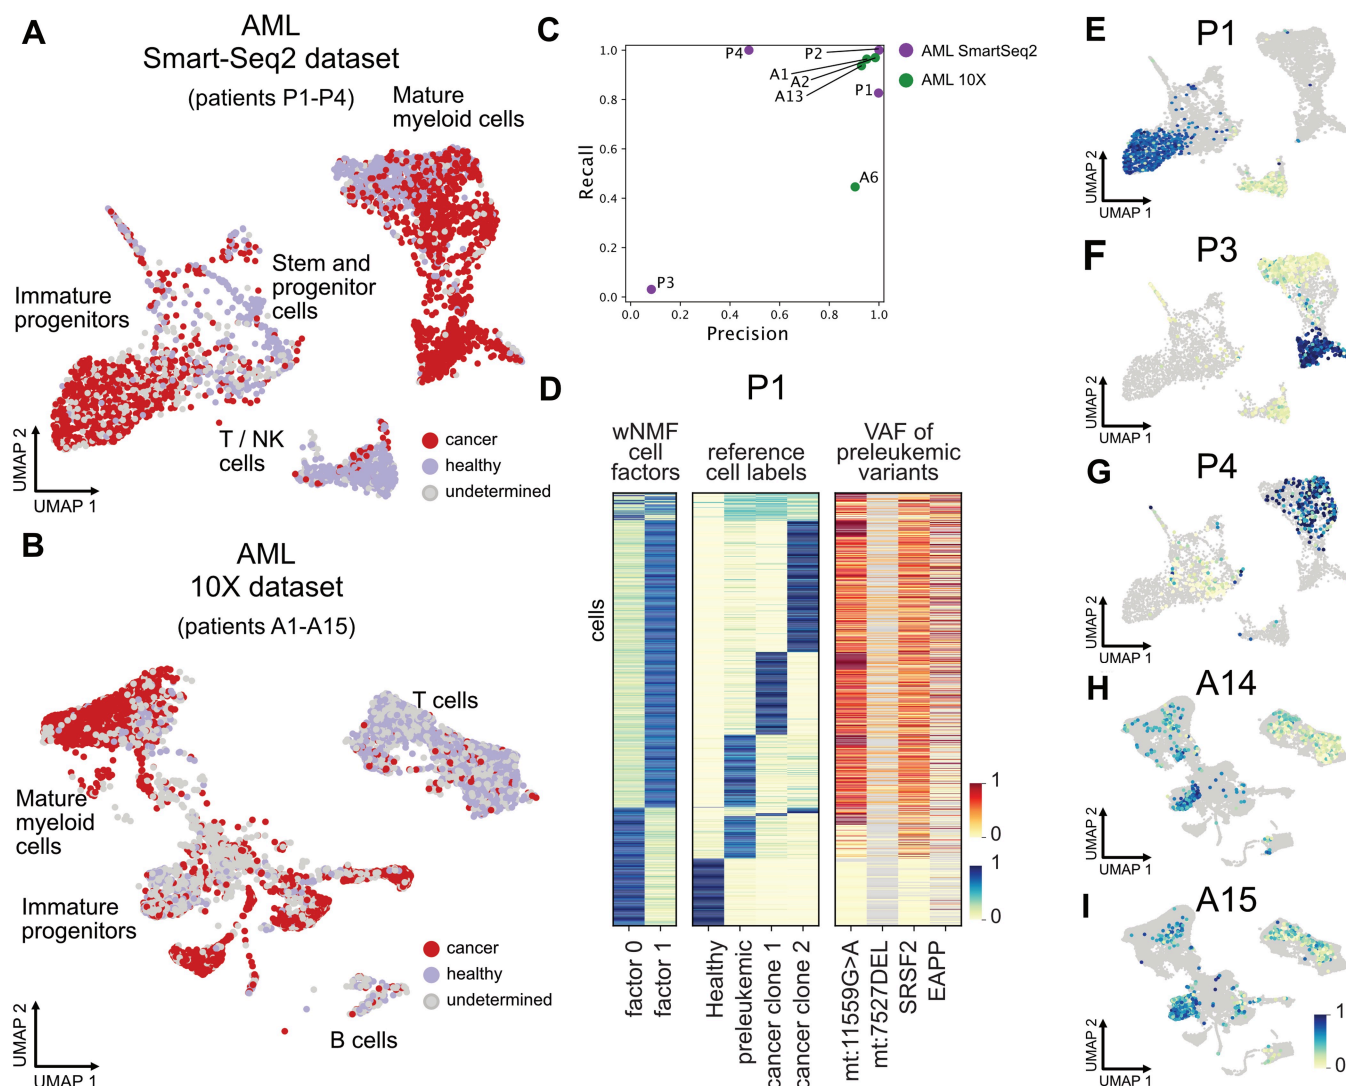 A
AML
Smart-Seq2 dataset
(patients P1-P4)
Mature
myeloid cells
Stem and
progenitor
cells
Immature
progenitors
T / NK
cells
cancer
healthy
undetermined
UMAP 2
UMAP 1
B
AML
10X dataset
(patients A1-A15)
T cells
Mature
myeloid
cells
Immature
progenitors
cancer
healthy
undetermined
B cells
UMAP 2
UMAP 1
C
1.0
0.8
0.6
0.4
0.2
0.0
Recall
0.0 0.2 0.4 0.6 0.8 1.0
Precision
P4
P2
A1
A2
A13
P1
A6
P3
AML SmartSeq2
AML 10X
D
P1
wNMF
cell
factors
reference
cell labels
VAF of
preleukemic
variants
cells
factor 0
factor 1
Healthy
preleukemic
cancer clone 1
cancer clone 2
mt:11559G>A
mt:7527DEL
SRSF2
EAPP
1
0
1
0
E
P1
UMAP 2
UMAP 1
F
P3
UMAP 2
UMAP 1
G
P4
UMAP 2
UMAP 1
H
A14
UMAP 2
UMAP 1
I
A15
UMAP 2
UMAP 1
1
0